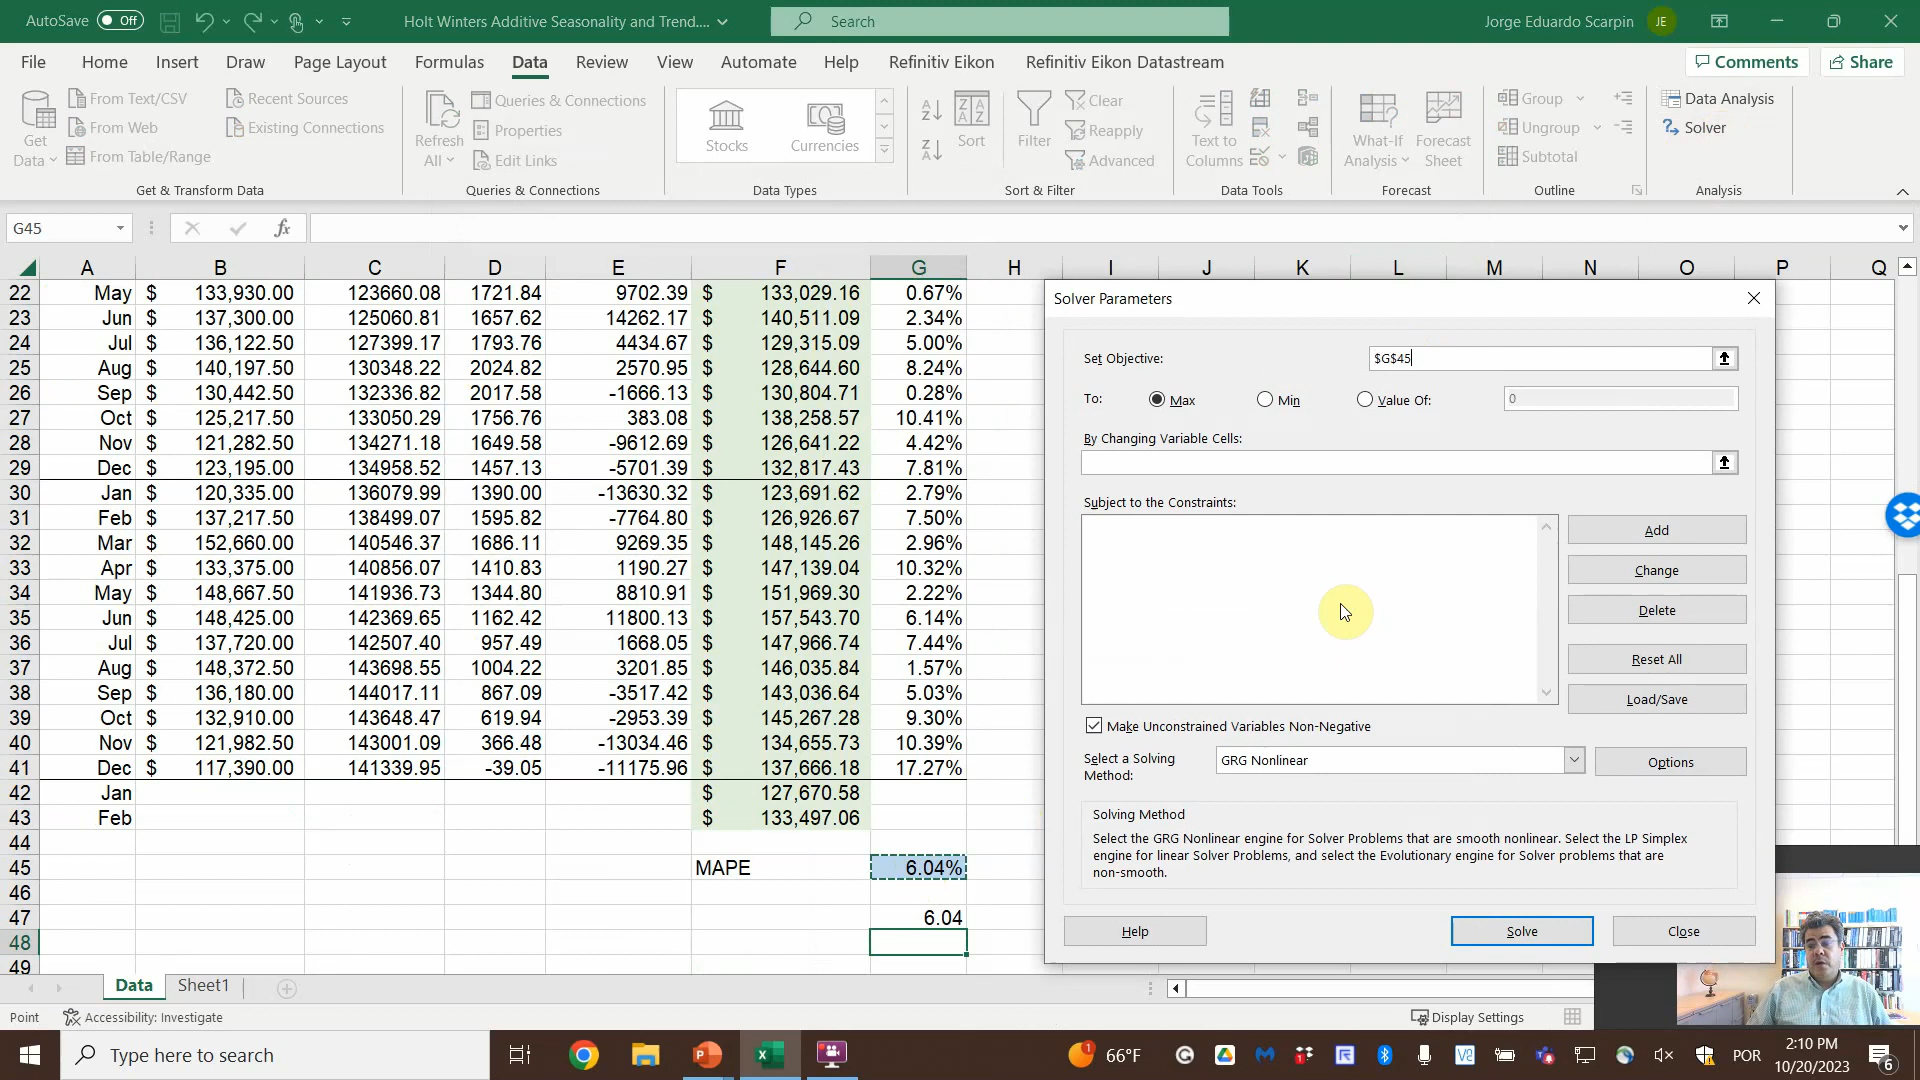 AutoSave Off Holt Winters Additive Seasonality and Trend.... Search Jorge Eduardo Scarpin JE
File Home Insert Draw Page Layout Formulas Data Review View Automate Help Refinitiv Eikon Refinitiv Eikon Datastream Comments Share
Get Data From Text/CSV Recent Sources
From Web Existing Connections
From Table/Range
Get & Transform Data
Refresh All Queries & Connections
Properties
Edit Links
Queries & Connections
Stocks Currencies
Data Types
Sort Filter Clear
Reapply
Advanced
Sort & Filter
Text to Columns
Data Tools
What-If Analysis Forecast Sheet
Forecast
Group
Ungroup
Subtotal
Outline
Data Analysis
Solver
Analysis
G45 fx
A B C D E F G H I J K L M N O P Q
22 May $ 133,930.00 123660.08 1721.84 9702.39 $ 133,029.16 0.67%
23 Jun $ 137,300.00 125060.81 1657.62 14262.17 $ 140,511.09 2.34%
24 Jul $ 136,122.50 127399.17 1793.76 4434.67 $ 129,315.09 5.00%
25 Aug $ 140,197.50 130348.22 2024.82 2570.95 $ 128,644.60 8.24%
26 Sep $ 130,442.50 132336.82 2017.58 -1666.13 $ 130,804.71 0.28%
27 Oct $ 125,217.50 133050.29 1756.76 383.08 $ 138,258.57 10.41%
28 Nov $ 121,282.50 134271.18 1649.58 -9612.69 $ 126,641.22 4.42%
29 Dec $ 123,195.00 134958.52 1457.13 -5701.39 $ 132,817.43 7.81%
30 Jan $ 120,335.00 136079.99 1390.00 -13630.32 $ 123,691.62 2.79%
31 Feb $ 137,217.50 138499.07 1595.82 -7764.80 $ 126,926.67 7.50%
32 Mar $ 152,660.00 140546.37 1686.11 9269.35 $ 148,145.26 2.96%
33 Apr $ 133,375.00 140856.07 1410.83 1190.27 $ 147,139.04 10.32%
34 May $ 148,667.50 141936.73 1344.80 8810.91 $ 151,969.30 2.22%
35 Jun $ 148,425.00 142369.65 1162.42 11800.13 $ 157,543.70 6.14%
36 Jul $ 137,720.00 142507.40 957.49 1668.05 $ 147,966.74 7.44%
37 Aug $ 148,372.50 143698.55 1004.22 3201.85 $ 146,035.84 1.57%
38 Sep $ 136,180.00 144017.11 867.09 -3517.42 $ 143,036.64 5.03%
39 Oct $ 132,910.00 143648.47 619.94 -2953.39 $ 145,267.28 9.30%
40 Nov $ 121,982.50 143001.09 366.48 -13034.46 $ 134,655.73 10.39%
41 Dec $ 117,390.00 141339.95 -39.05 -11175.96 $ 137,666.18 17.27%
42 Jan $ 127,670.58
43 Feb $ 133,497.06
44
45 MAPE 6.04%
46
47 6.04
48
49
Solver Parameters
Set Objective: $G$45
To: Max Min Value Of: 0
By Changing Variable Cells:
Subject to the Constraints:
Add
Change
Delete
Reset All
Load/Save
Make Unconstrained Variables Non-Negative
Select a Solving Method: GRG Nonlinear Options
Solving Method
Select the GRG Nonlinear engine for Solver Problems that are smooth nonlinear. Select the LP Simplex
engine for linear Solver Problems, and select the Evolutionary engine for Solver problems that are
non-smooth.
Help Solve Close
Data Sheet1
Point Accessibility: Investigate Display Settings
Type here to search 1 66°F POR 2:10 PM
10/20/2023 6